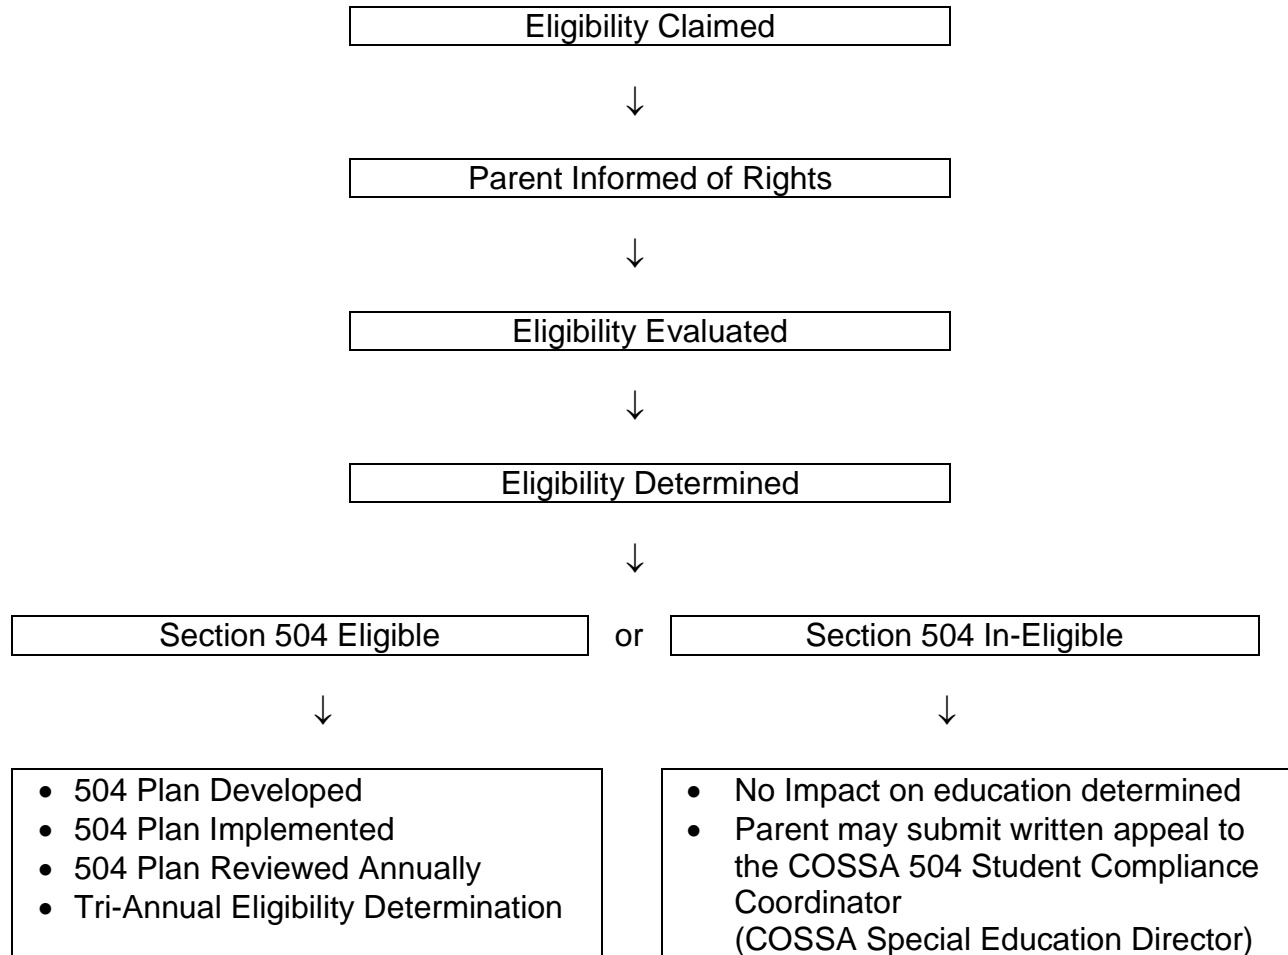 Eligibility Claimed
↓
Parent Informed of Rights
↓
Eligibility Evaluated
↓
Eligibility Determined
↓
Section 504 Eligible or Section 504 In-Eligible
↓ ↓
• 504 Plan Developed
• 504 Plan Implemented
• 504 Plan Reviewed Annually
• Tri-Annual Eligibility Determination
• No Impact on education determined
• Parent may submit written appeal to
the COSSA 504 Student Compliance
Coordinator
(COSSA Special Education Director)